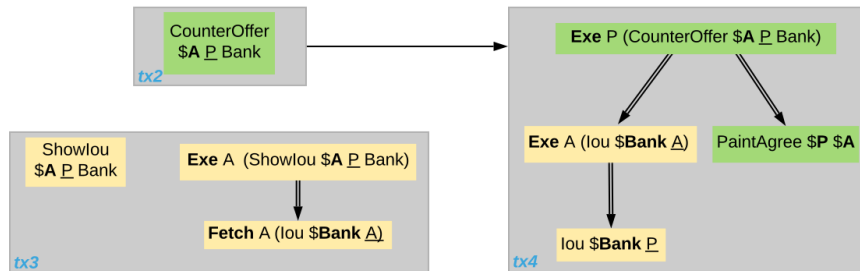 CounterOffer
$A P Bank
tx2
Exe P (CounterOffer $A P Bank)
Exe A (Iou $Bank A)
PaintAgree $P $A
Iou $Bank P
tx4
ShowIou
$A P Bank
Exe A (ShowIou $A P Bank)
Fetch A (Iou $Bank A)
tx3